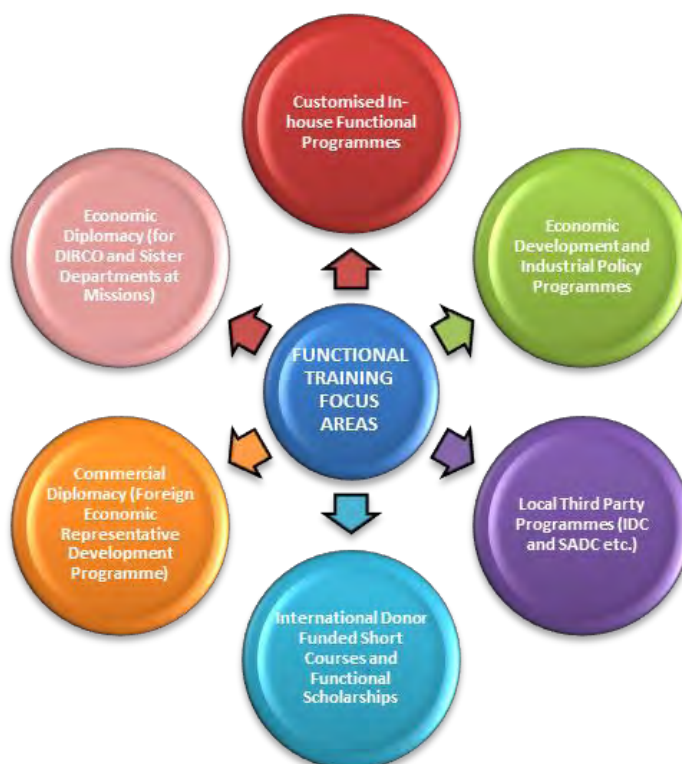 Customised In-
house Functional
Programmes
Economic
Diplomacy (for
DIRCO and Sister
Departments at
Missions)
Economic
Development and
Industrial Policy
Programmes
FUNCTIONAL
TRAINING
FOCUS
AREAS
Commercial
Diplomacy (Foreign
Economic
Representative
Development
Programme)
Local Third Party
Programmes (IDC
and SADC etc.)
International Donor
Funded Short
Courses and
Functional
Scholarships